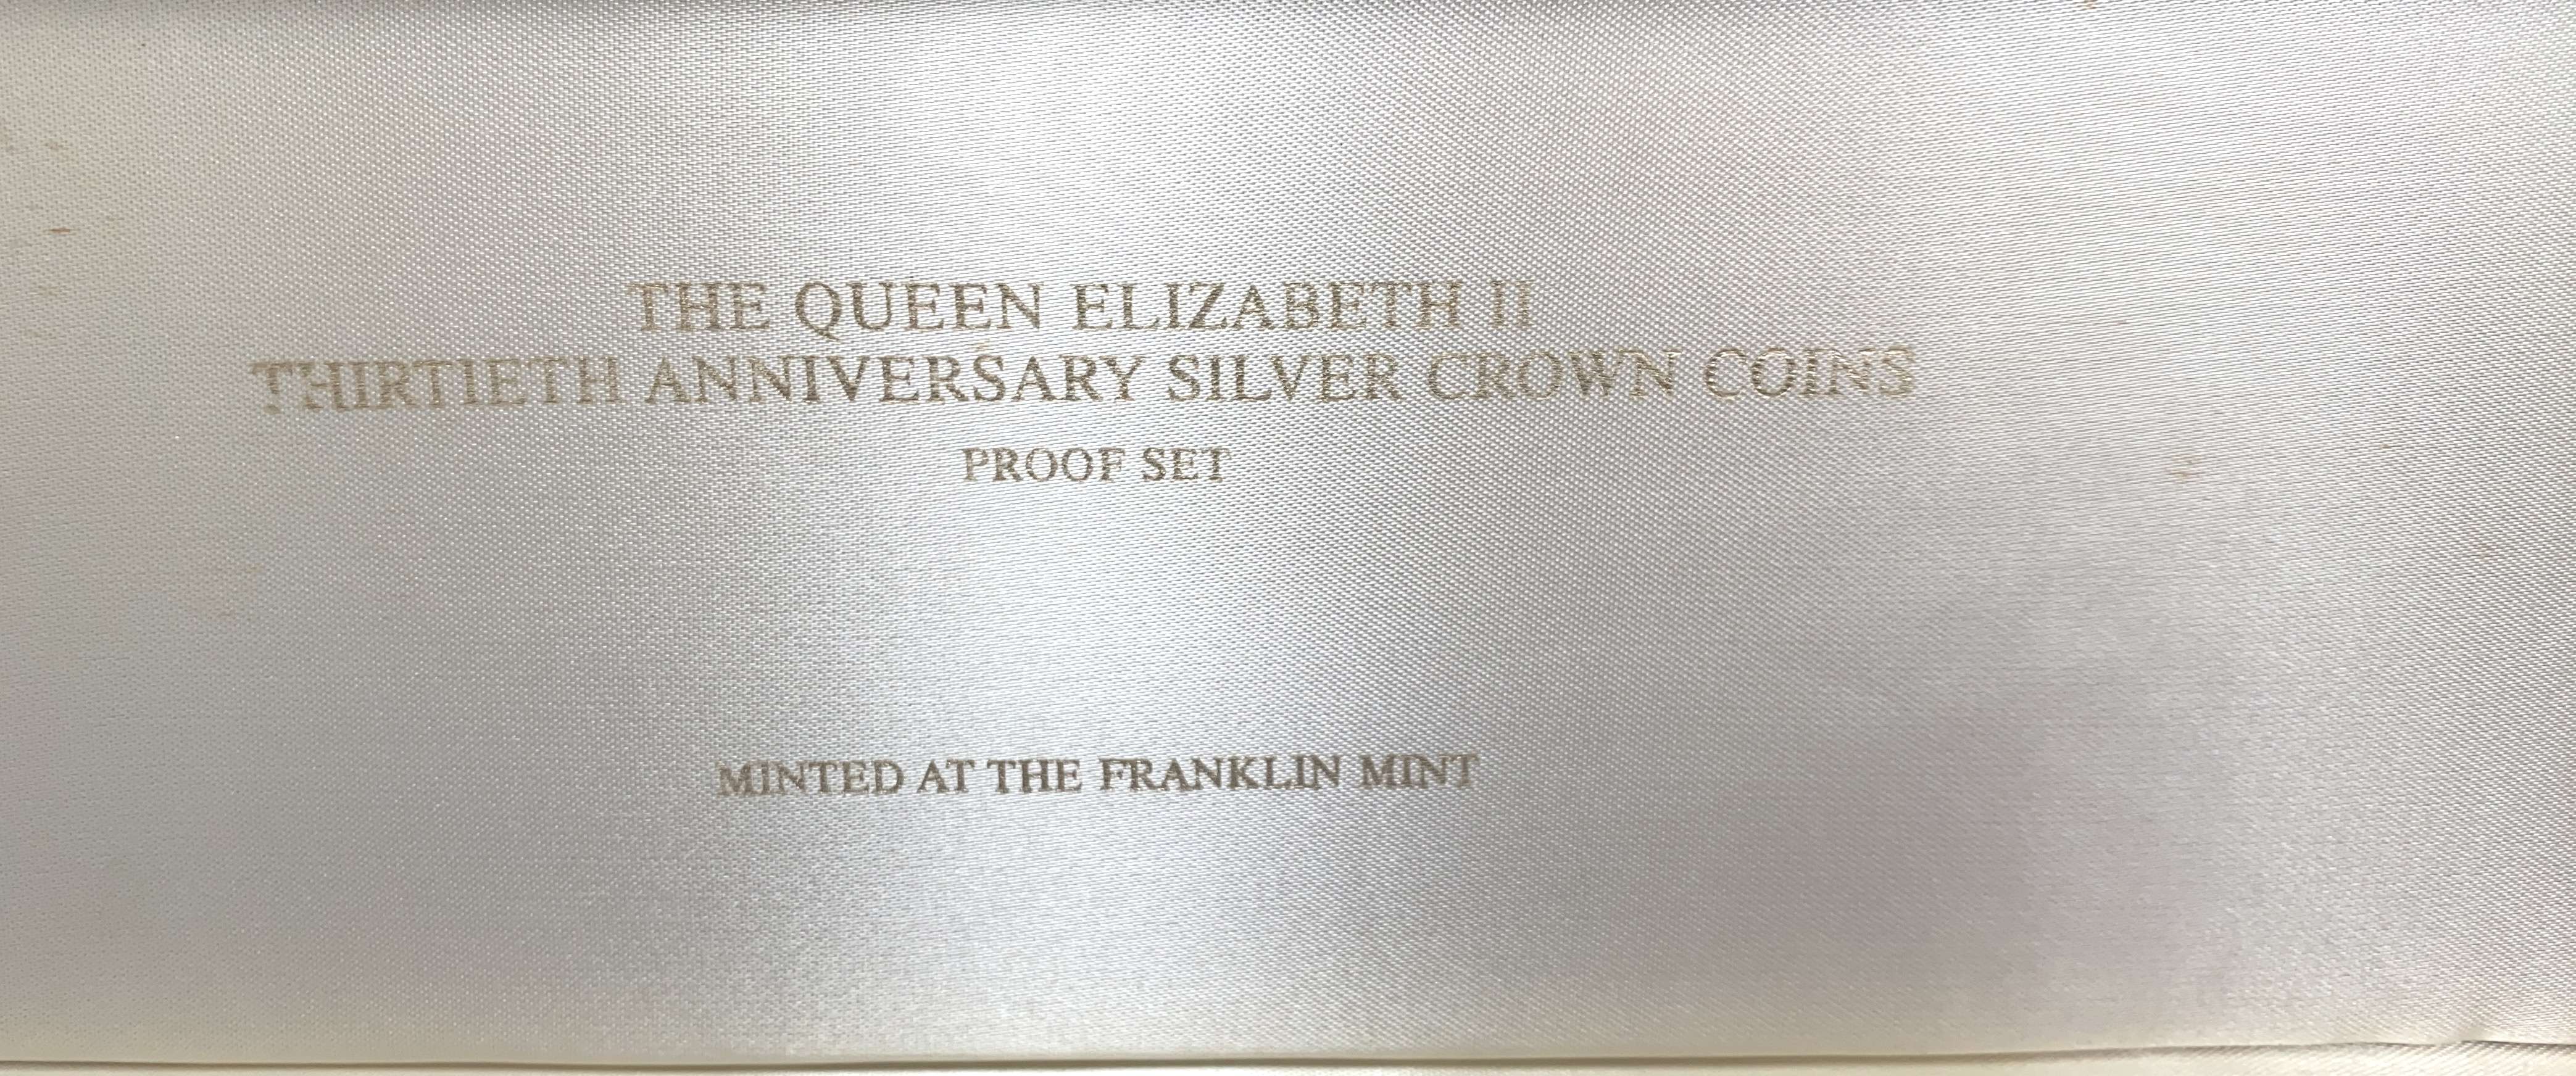 THE QUEEN ELIZABETH II
THIRTIETH ANNIVERSARY SILVER CROWN COINS
PROOF SET
MINTED AT THE FRANKLIN MINT